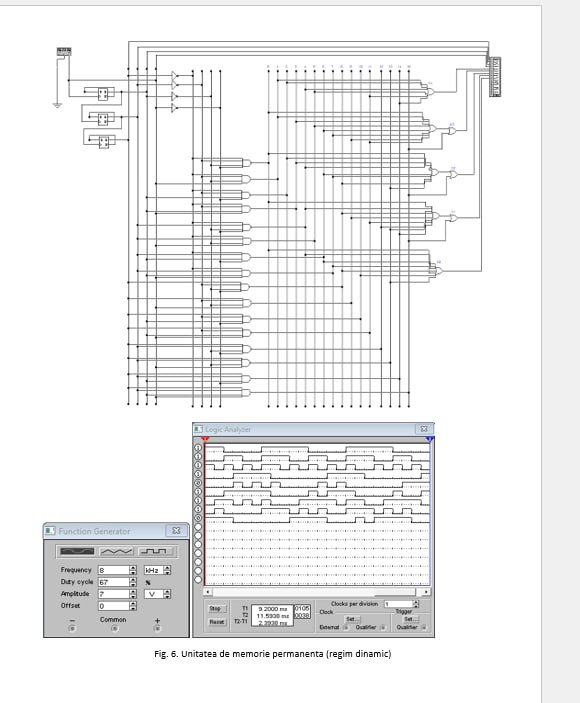 Logic Analyzer
Function Generator
Frequency 8 kHz
Duty cycle 67 %
Amplitude 7 V
Offset 0
− Common +
Stop
Reset
T1 9.2000 ms 0105
T2 11.5938 ms 0038
T2-T1 2.3938 ms
Clocks per division 1
Clock
Set...
External Qualifier
Trigger
Set...
Qualifier
Fig. 6. Unitatea de memorie permanenta (regim dinamic)